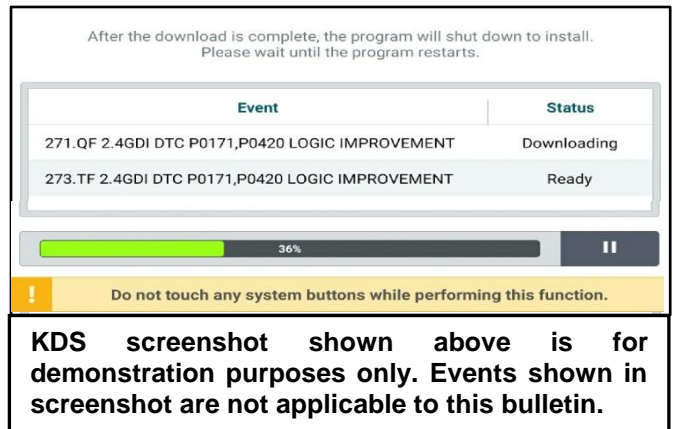 After the download is complete, the program will shut down to install.
Please wait until the program restarts.
Event Status
271.QF 2.4GDI DTC P0171,P0420 LOGIC IMPROVEMENT Downloading
273.TF 2.4GDI DTC P0171,P0420 LOGIC IMPROVEMENT Ready
36%
! Do not touch any system buttons while performing this function.
KDS screenshot shown above is for
demonstration purposes only. Events shown in
screenshot are not applicable to this bulletin.